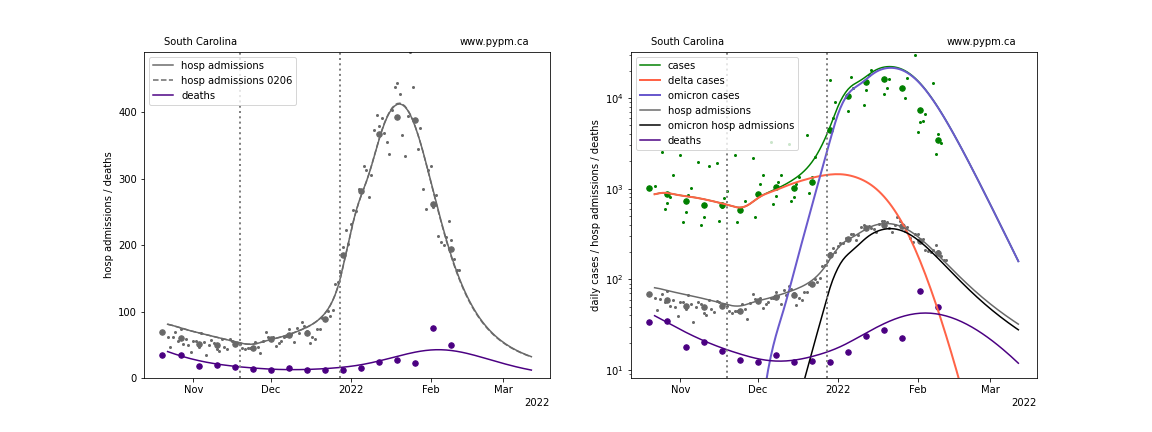 South Carolina
www.pypm.ca
hosp admissions
hosp admissions 0206
deaths
hosp admissions / deaths
400
300
200
100
0
Nov
Dec
2022
Feb
Mar
2022
South Carolina
www.pypm.ca
cases
delta cases
omicron cases
hosp admissions
omicron hosp admissions
deaths
daily cases / hosp admissions / deaths
10⁴
10³
10²
10¹
Nov
Dec
2022
Feb
Mar
2022